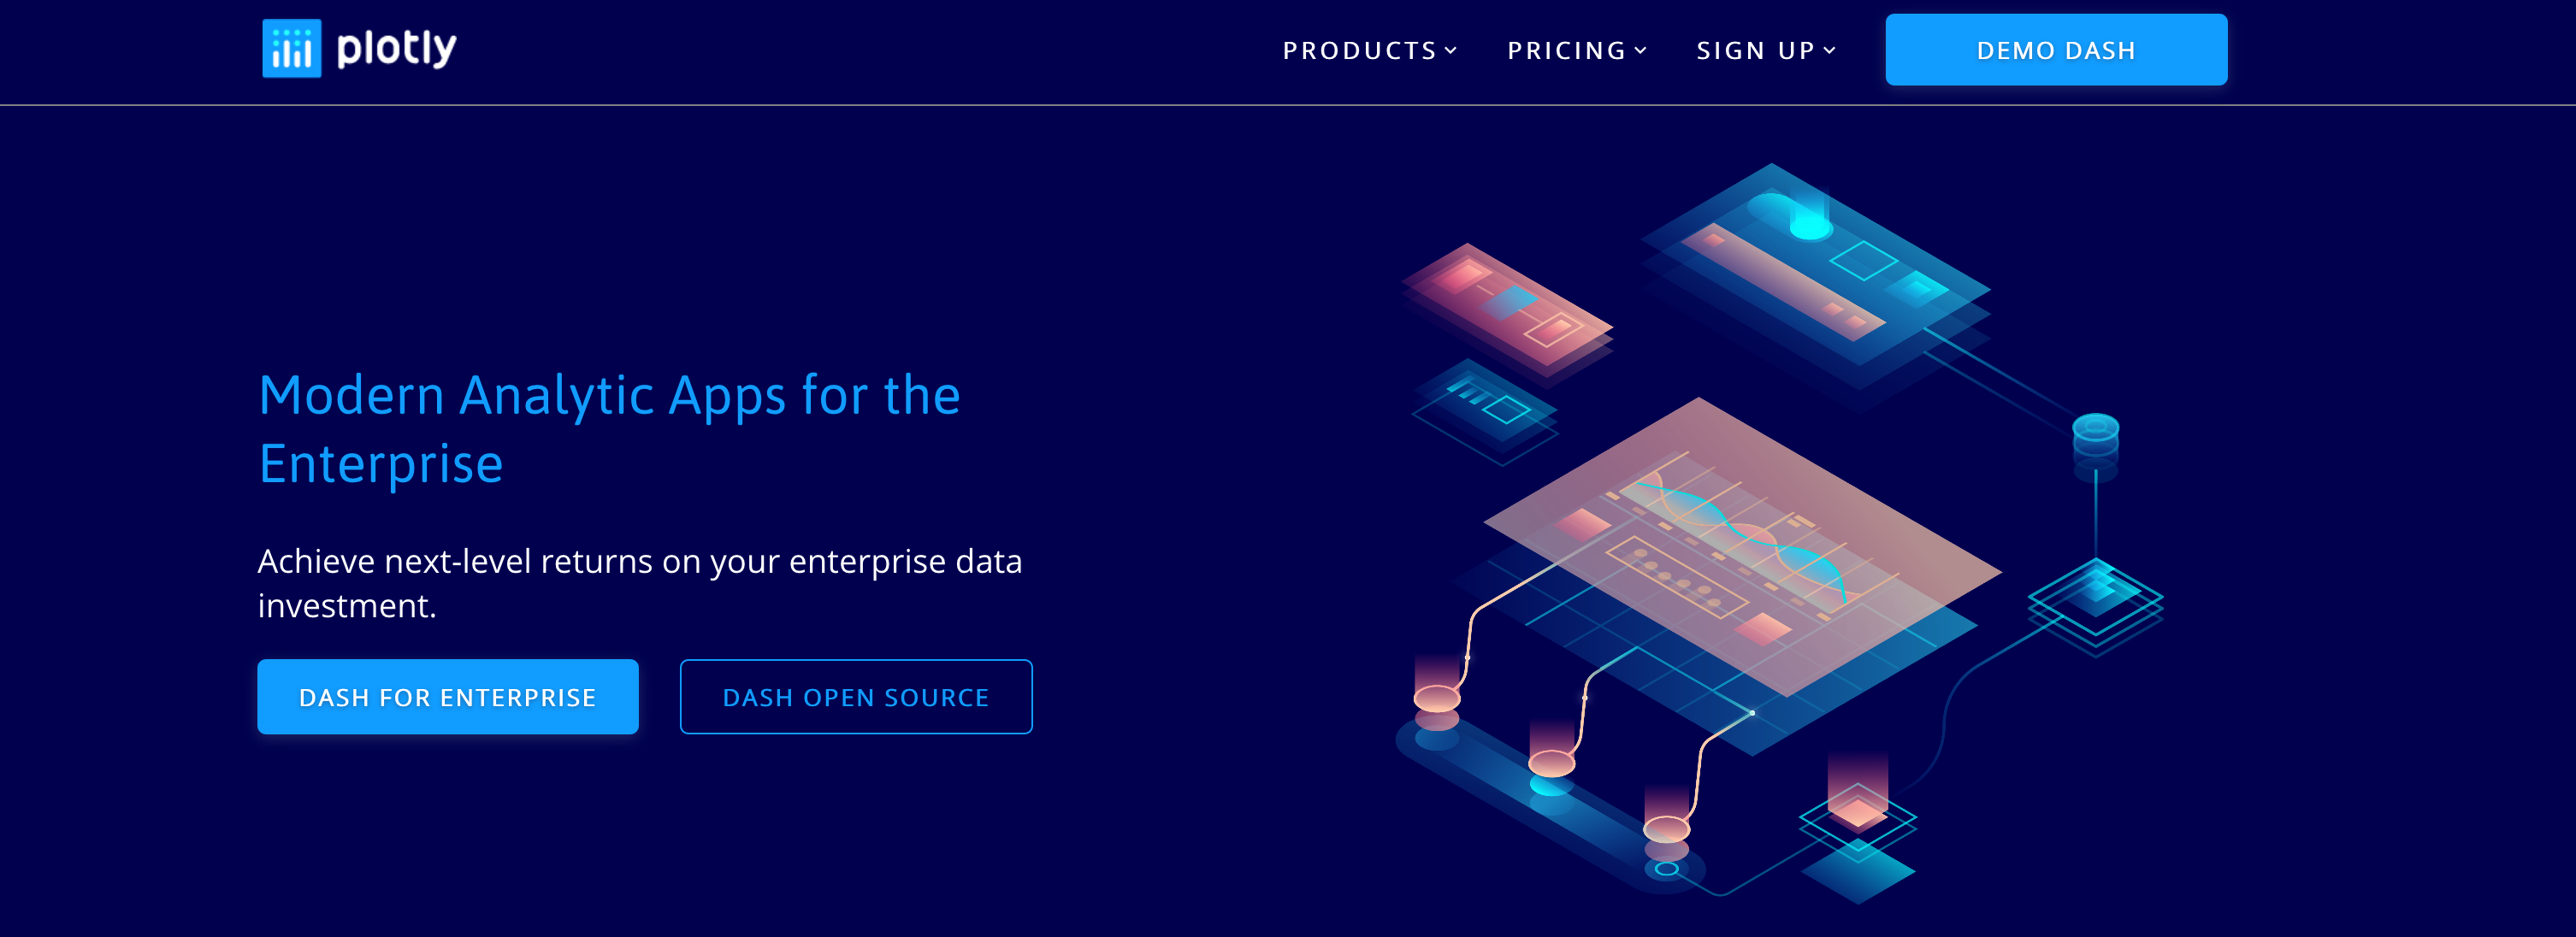 plotly
PRODUCTS
PRICING
SIGN UP
DEMO DASH
Modern Analytic Apps for the
Enterprise
Achieve next-level returns on your enterprise data
investment.
DASH FOR ENTERPRISE
DASH OPEN SOURCE